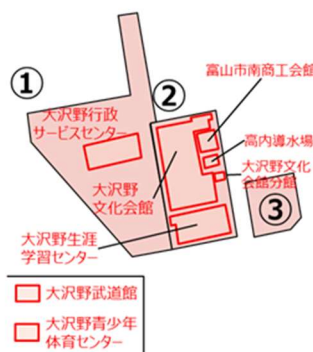 ①
大沢野行政
サービスセンター
②
富山市南商工会館
高内導水場
大沢野文化
会館分館
大沢野
文化会館
③
大沢野生涯
学習センター
大沢野武道館
大沢野青少年
体育センター